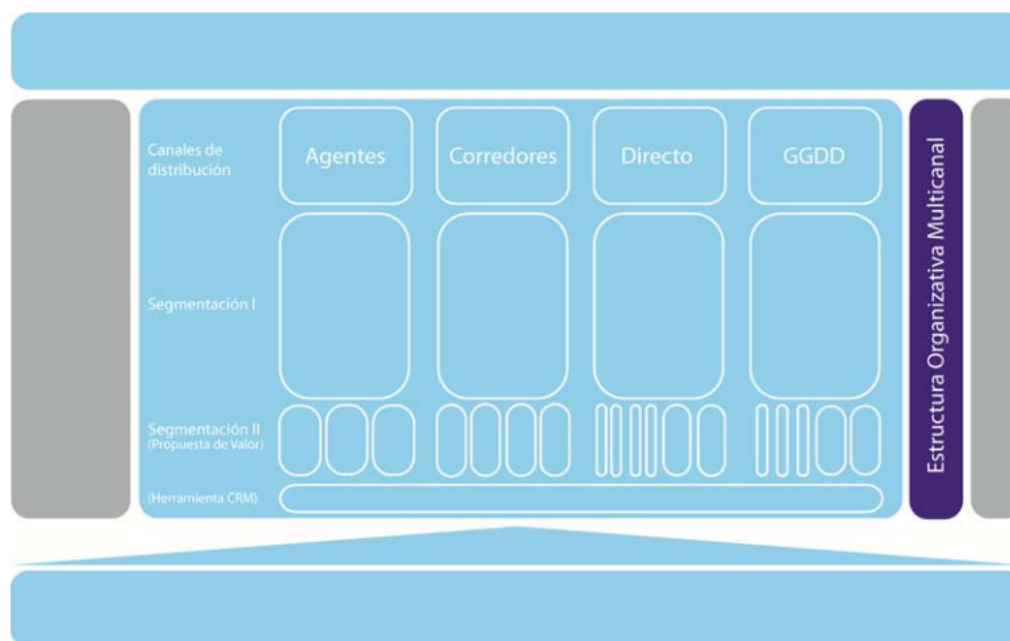 Canales de
distribución
Agentes
Corredores
Directo
GGDD
Segmentación I
Segmentación II
(Propuesta de Valor)
(Herramienta CRM)
Estructura Organizativa Multicanal